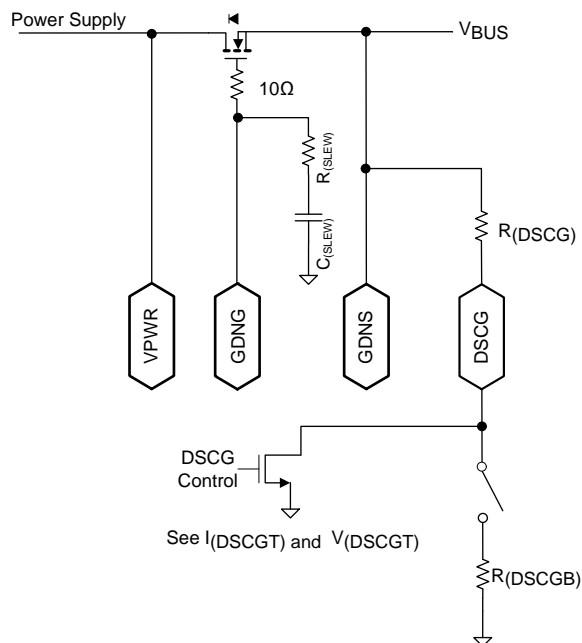 Power Supply
VBUS
10Ω
R(SLEW)
C(SLEW)
R(DSCG)
VPWR
GDNG
GDNS
DSCG
DSCG
Control
See I(DSCGT) and V(DSCGT)
R(DSCGB)